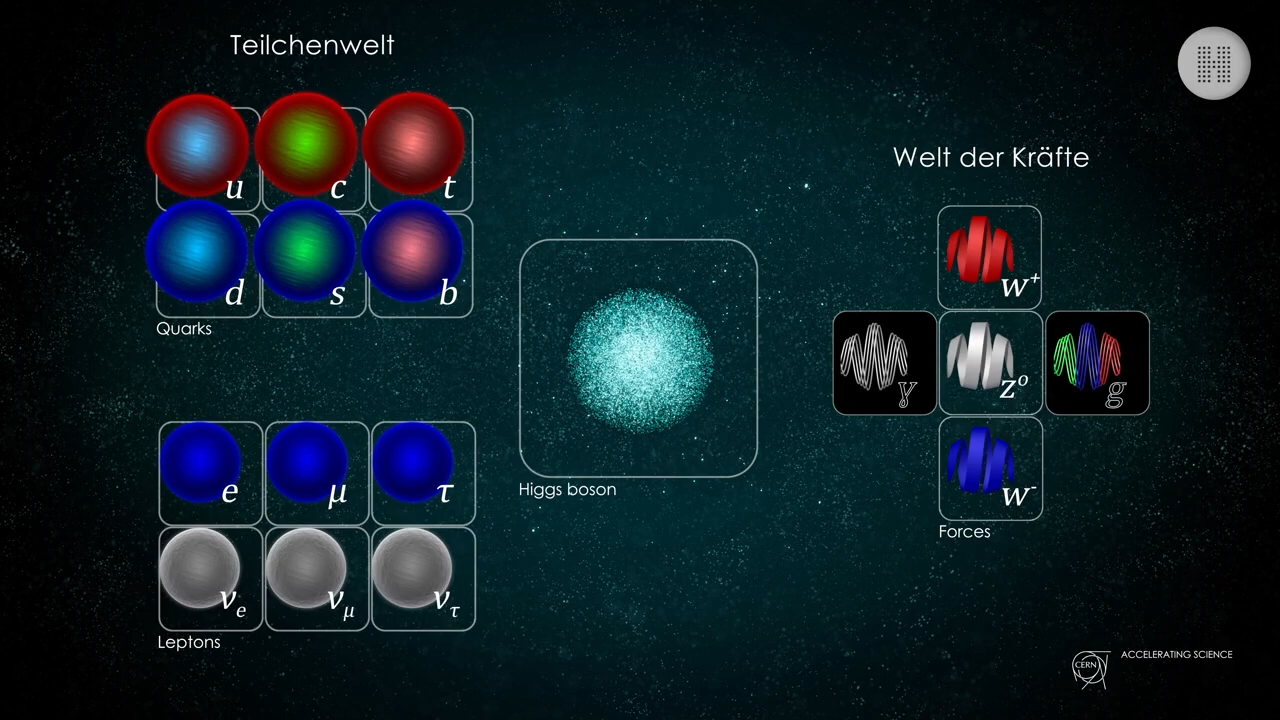 Teilchenwelt
u c t
d s b
Quarks
e μ τ
νe νμ ντ
Leptons
Higgs boson
Welt der Kräfte
W+
γ Z0 g
W-
Forces
H
CERN
ACCELERATING SCIENCE